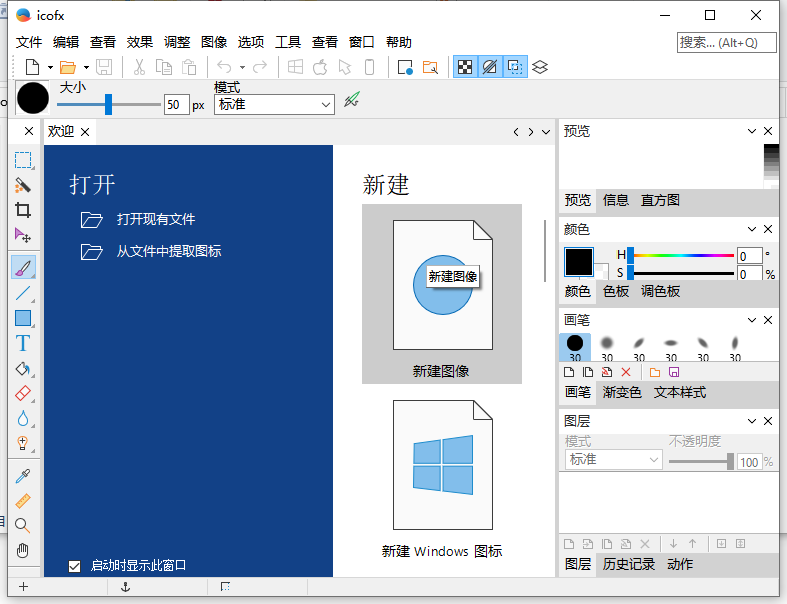 icofx
文件 编辑 查看 效果 调整 图像 选项 工具 查看 窗口 帮助
搜索... (Alt+Q)
大小
50 px
模式
标准
欢迎
打开
打开现有文件
从文件中提取图标
启动时显示此窗口
新建
新建图像
新建图像
新建 Windows 图标
预览
预览 信息 直方图
颜色
H 0 °
S 0 %
颜色 色板 调色板
画笔
30 30 30 30 30 30
画笔 渐变色 文本样式
图层
模式 不透明度
标准 100 %
图层 历史记录 动作